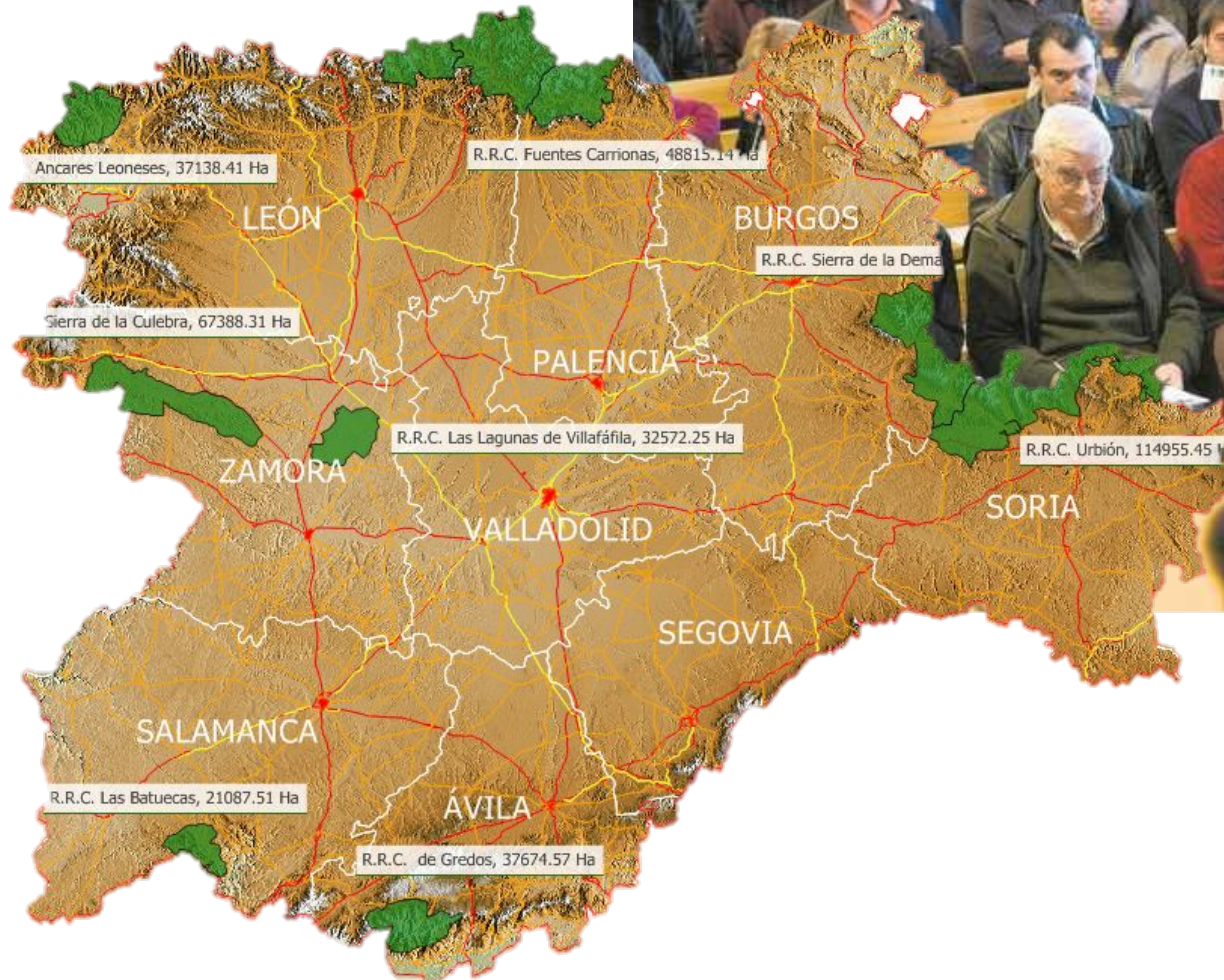 Ancares Leoneses, 37138.41 Ha
R.R.C. Fuentes Carrionas, 48815.14 Ha
LEÓN
BURGOS
R.R.C. Sierra de la Dema
Sierra de la Culebra, 67388.31 Ha
PALENCIA
R.R.C. Las Lagunas de Villafáfila, 32572.25 Ha
R.R.C. Urbión, 114955.45 H
ZAMORA
SORIA
VALLADOLID
SEGOVIA
SALAMANCA
R.R.C. Las Batuecas, 21087.51 Ha
ÁVILA
R.R.C. de Gredos, 37674.57 Ha